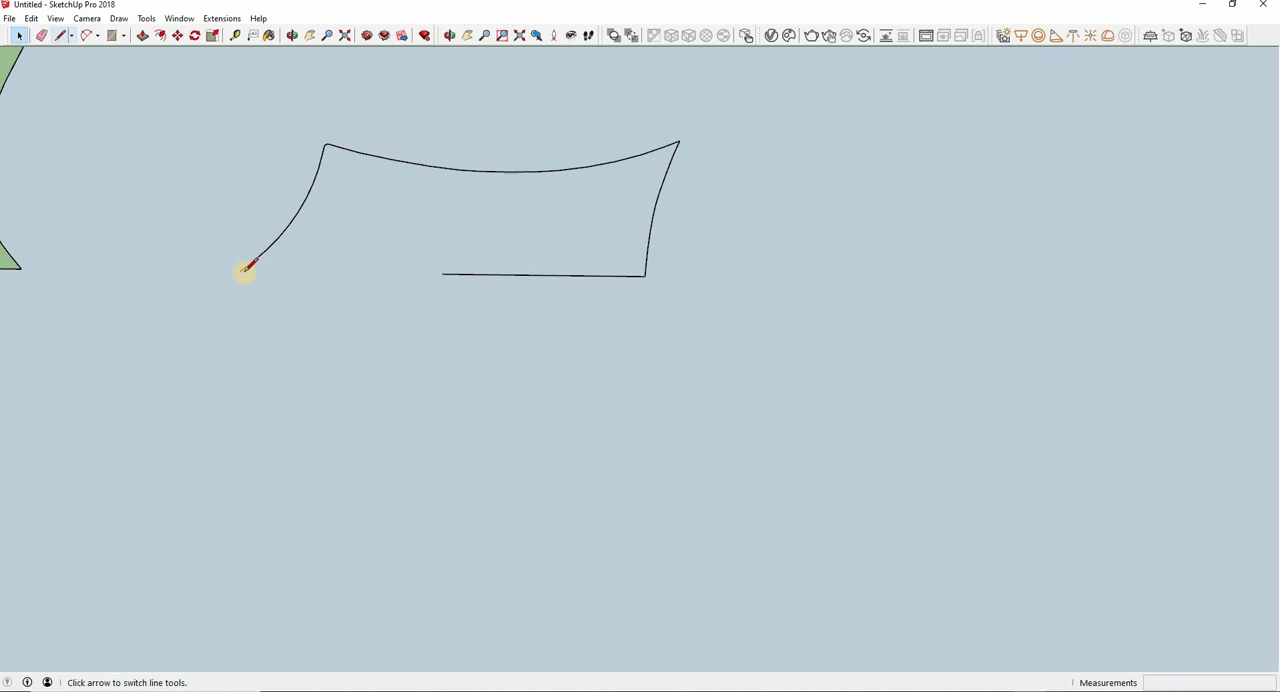 Untitled - SketchUp Pro 2018
File Edit View Camera Draw Tools Window Extensions Help
Click arrow to switch line tools.
Measurements